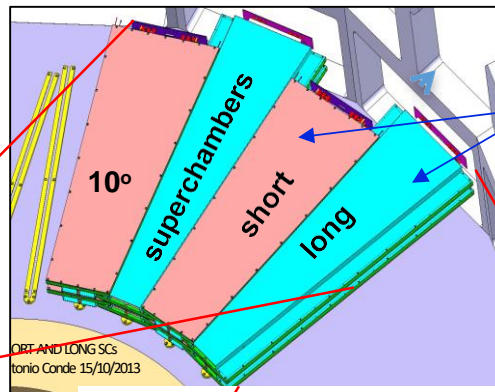 10º
superchambers
short
long
ORT AND LONG SCs
tonio Conde 15/10/2013